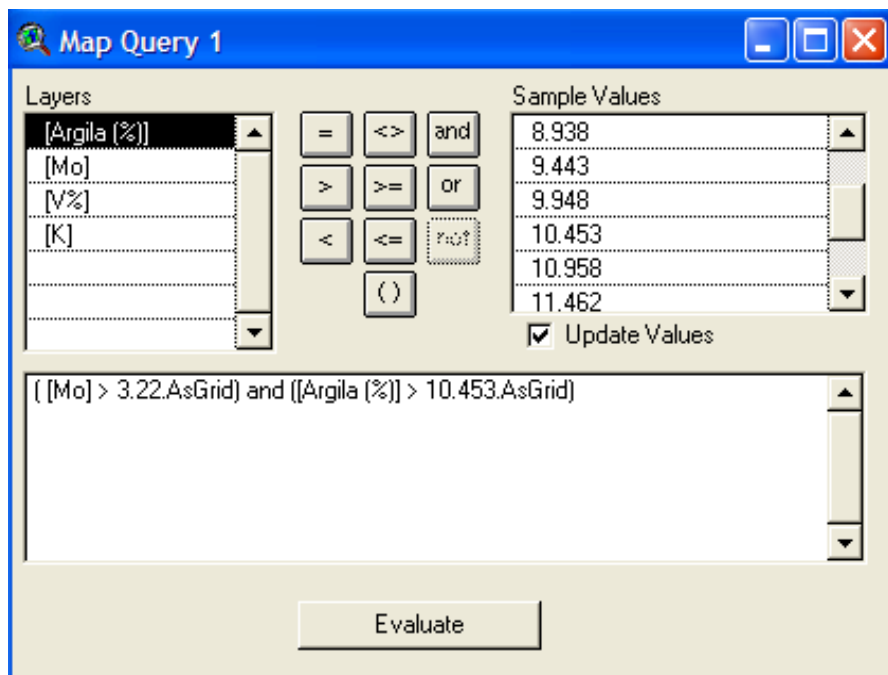 Map Query 1
Layers
[Argila (%)]
[Mo]
[V%]
[K]
= <> and
> >= or
< <= not
( )
Sample Values
8.938
9.443
9.948
10.453
10.958
11.462
Update Values
( [Mo] > 3.22.AsGrid) and ([Argila (%)] > 10.453.AsGrid)
Evaluate